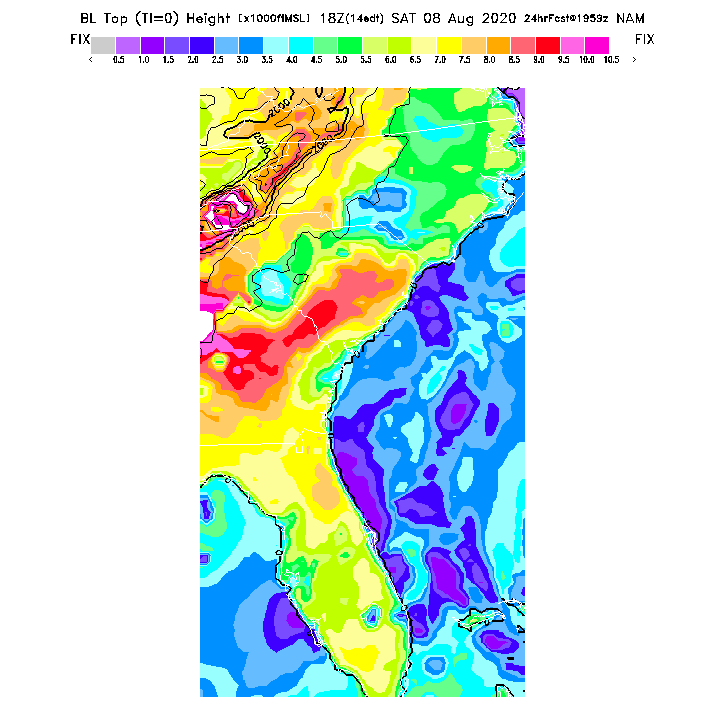 BL Top (TI=0) Height [x1000ftMSL] 18Z(14edt) SAT 08 Aug 2020 24hrFcst@1959z NAM
FIX FIX
< 0.5 1.0 1.5 2.0 2.5 3.0 3.5 4.0 4.5 5.0 5.5 6.0 6.5 7.0 7.5 8.0 8.5 9.0 9.5 10.0 10.5 >
2000
2000
2000